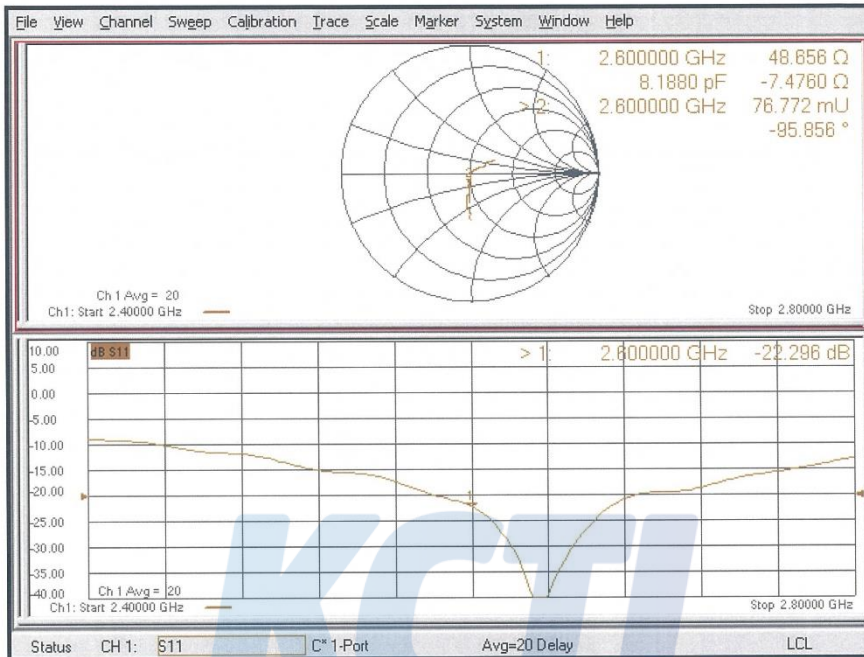 File View Channel Sweep Calibration Trace Scale Marker System Window Help
1: 2.600000 GHz 48.656 Ω
8.1880 pF -7.4760 Ω
> 2: 2.600000 GHz 76.772 mU
-95.856 °
Ch 1 Avg = 20
Ch1: Start 2.40000 GHz
Stop 2.80000 GHz
10.00 dB S11 > 1: 2.600000 GHz -22.296 dB
5.00
0.00
-5.00
-10.00
-15.00
-20.00
1
-25.00
-30.00
-35.00
-40.00
Ch 1 Avg = 20
Ch1: Start 2.40000 GHz
Stop 2.80000 GHz
KCTL
Status CH 1: S11 C* 1-Port Avg=20 Delay LCL